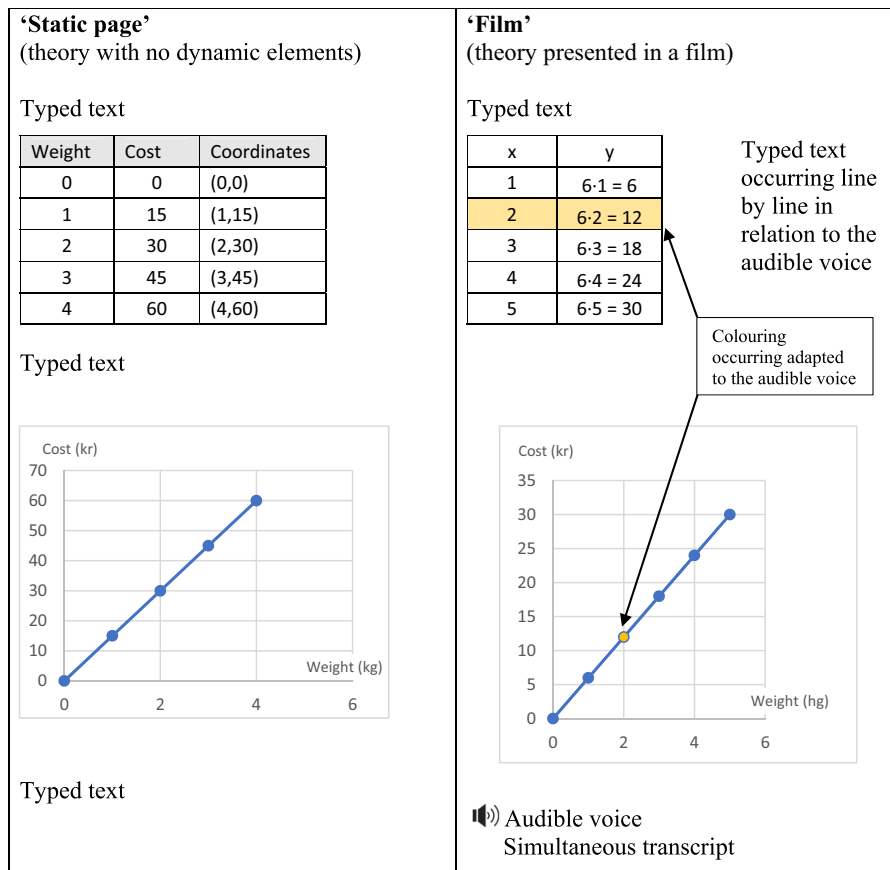 ‘Static page’
(theory with no dynamic elements)
Typed text
Weight Cost Coordinates
0 0 (0,0)
1 15 (1,15)
2 30 (2,30)
3 45 (3,45)
4 60 (4,60)
Typed text
Cost (kr)
70
60
50
40
30
20
10
0
Weight (kg)
0 2 4 6
Typed text
‘Film’
(theory presented in a film)
Typed text
x y
1 6·1 = 6
2 6·2 = 12
3 6·3 = 18
4 6·4 = 24
5 6·5 = 30
Typed text
occurring line
by line in
relation to the
audible voice
Colouring
occurring adapted
to the audible voice
Cost (kr)
35
30
25
20
15
10
5
0
Weight (hg)
0 2 4 6
Audible voice
Simultaneous transcript